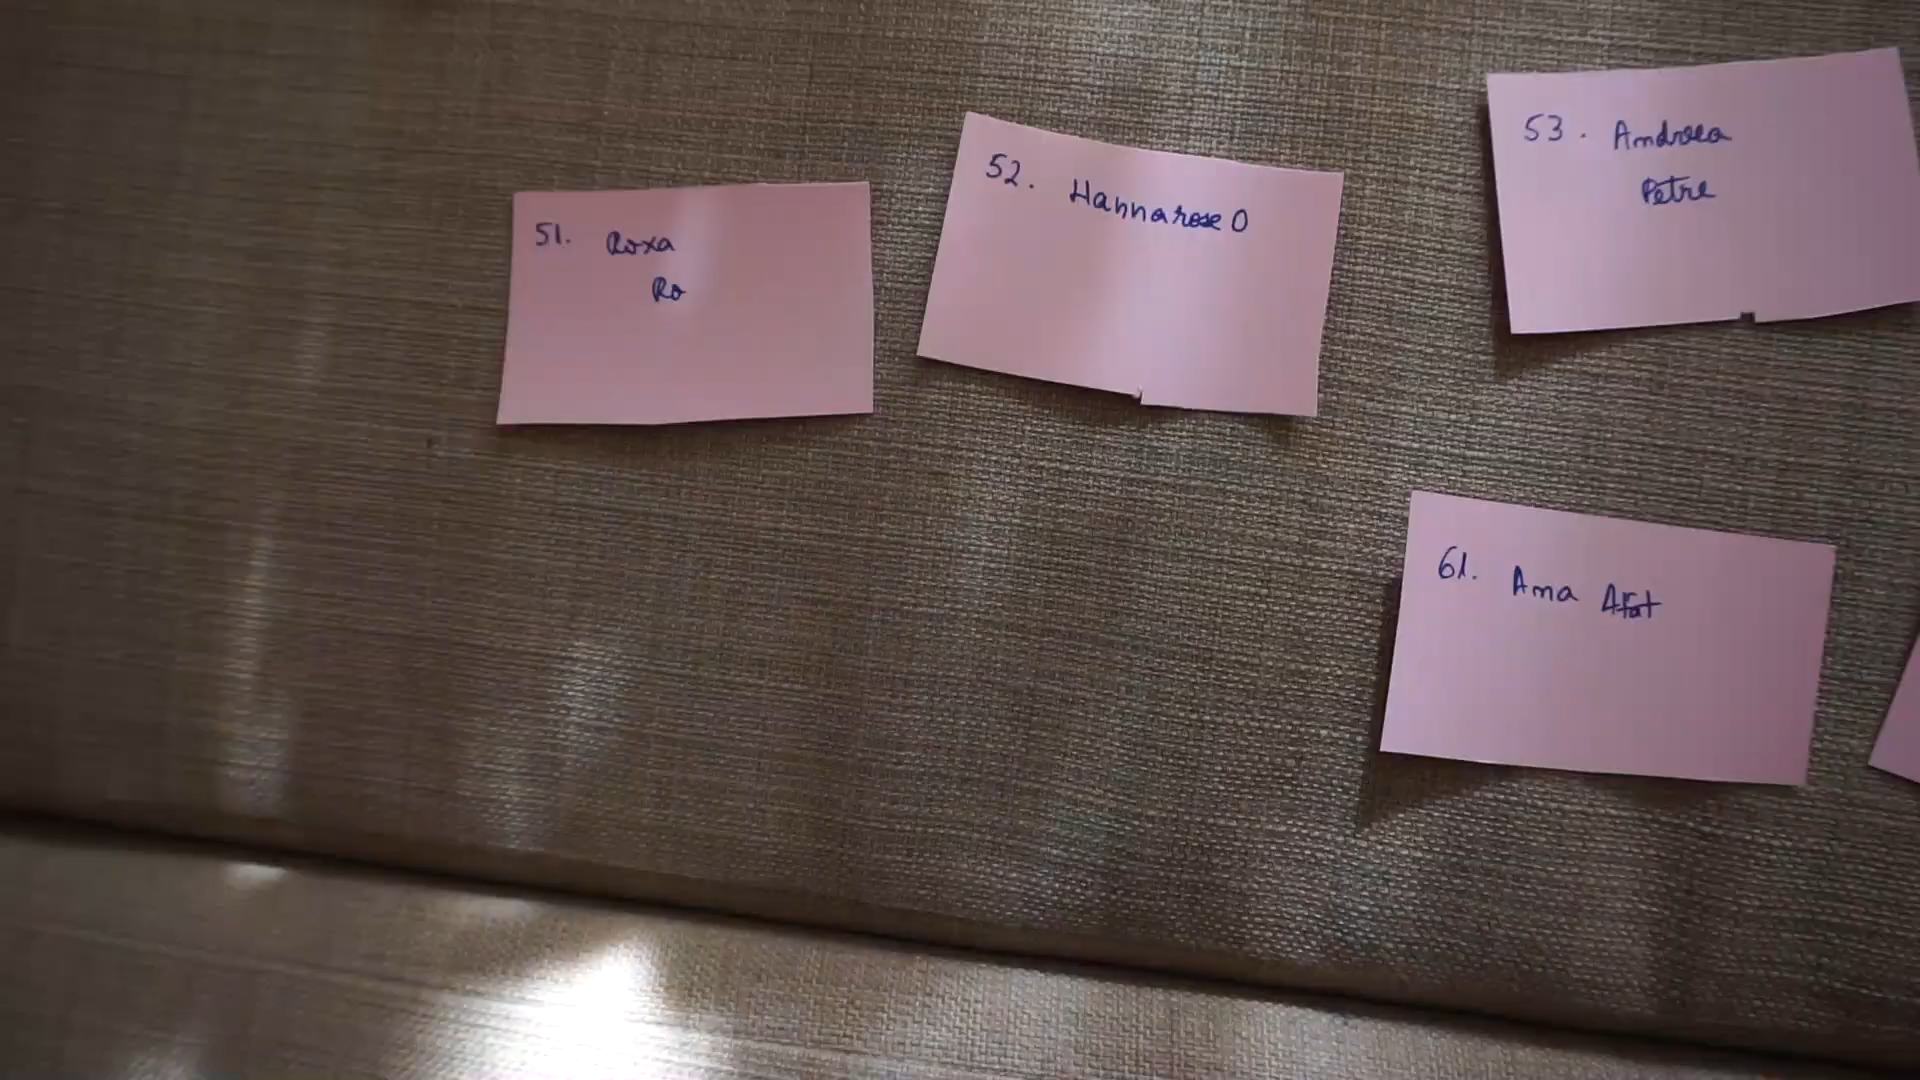 51. Roxa
Ro
52. Hannarose O
53. Andreea
Petre
61. Ama Afat